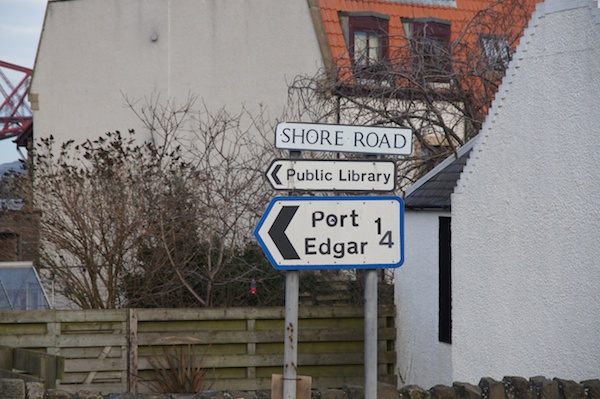 SHORE ROAD
Public Library
Port
Edgar
1/4